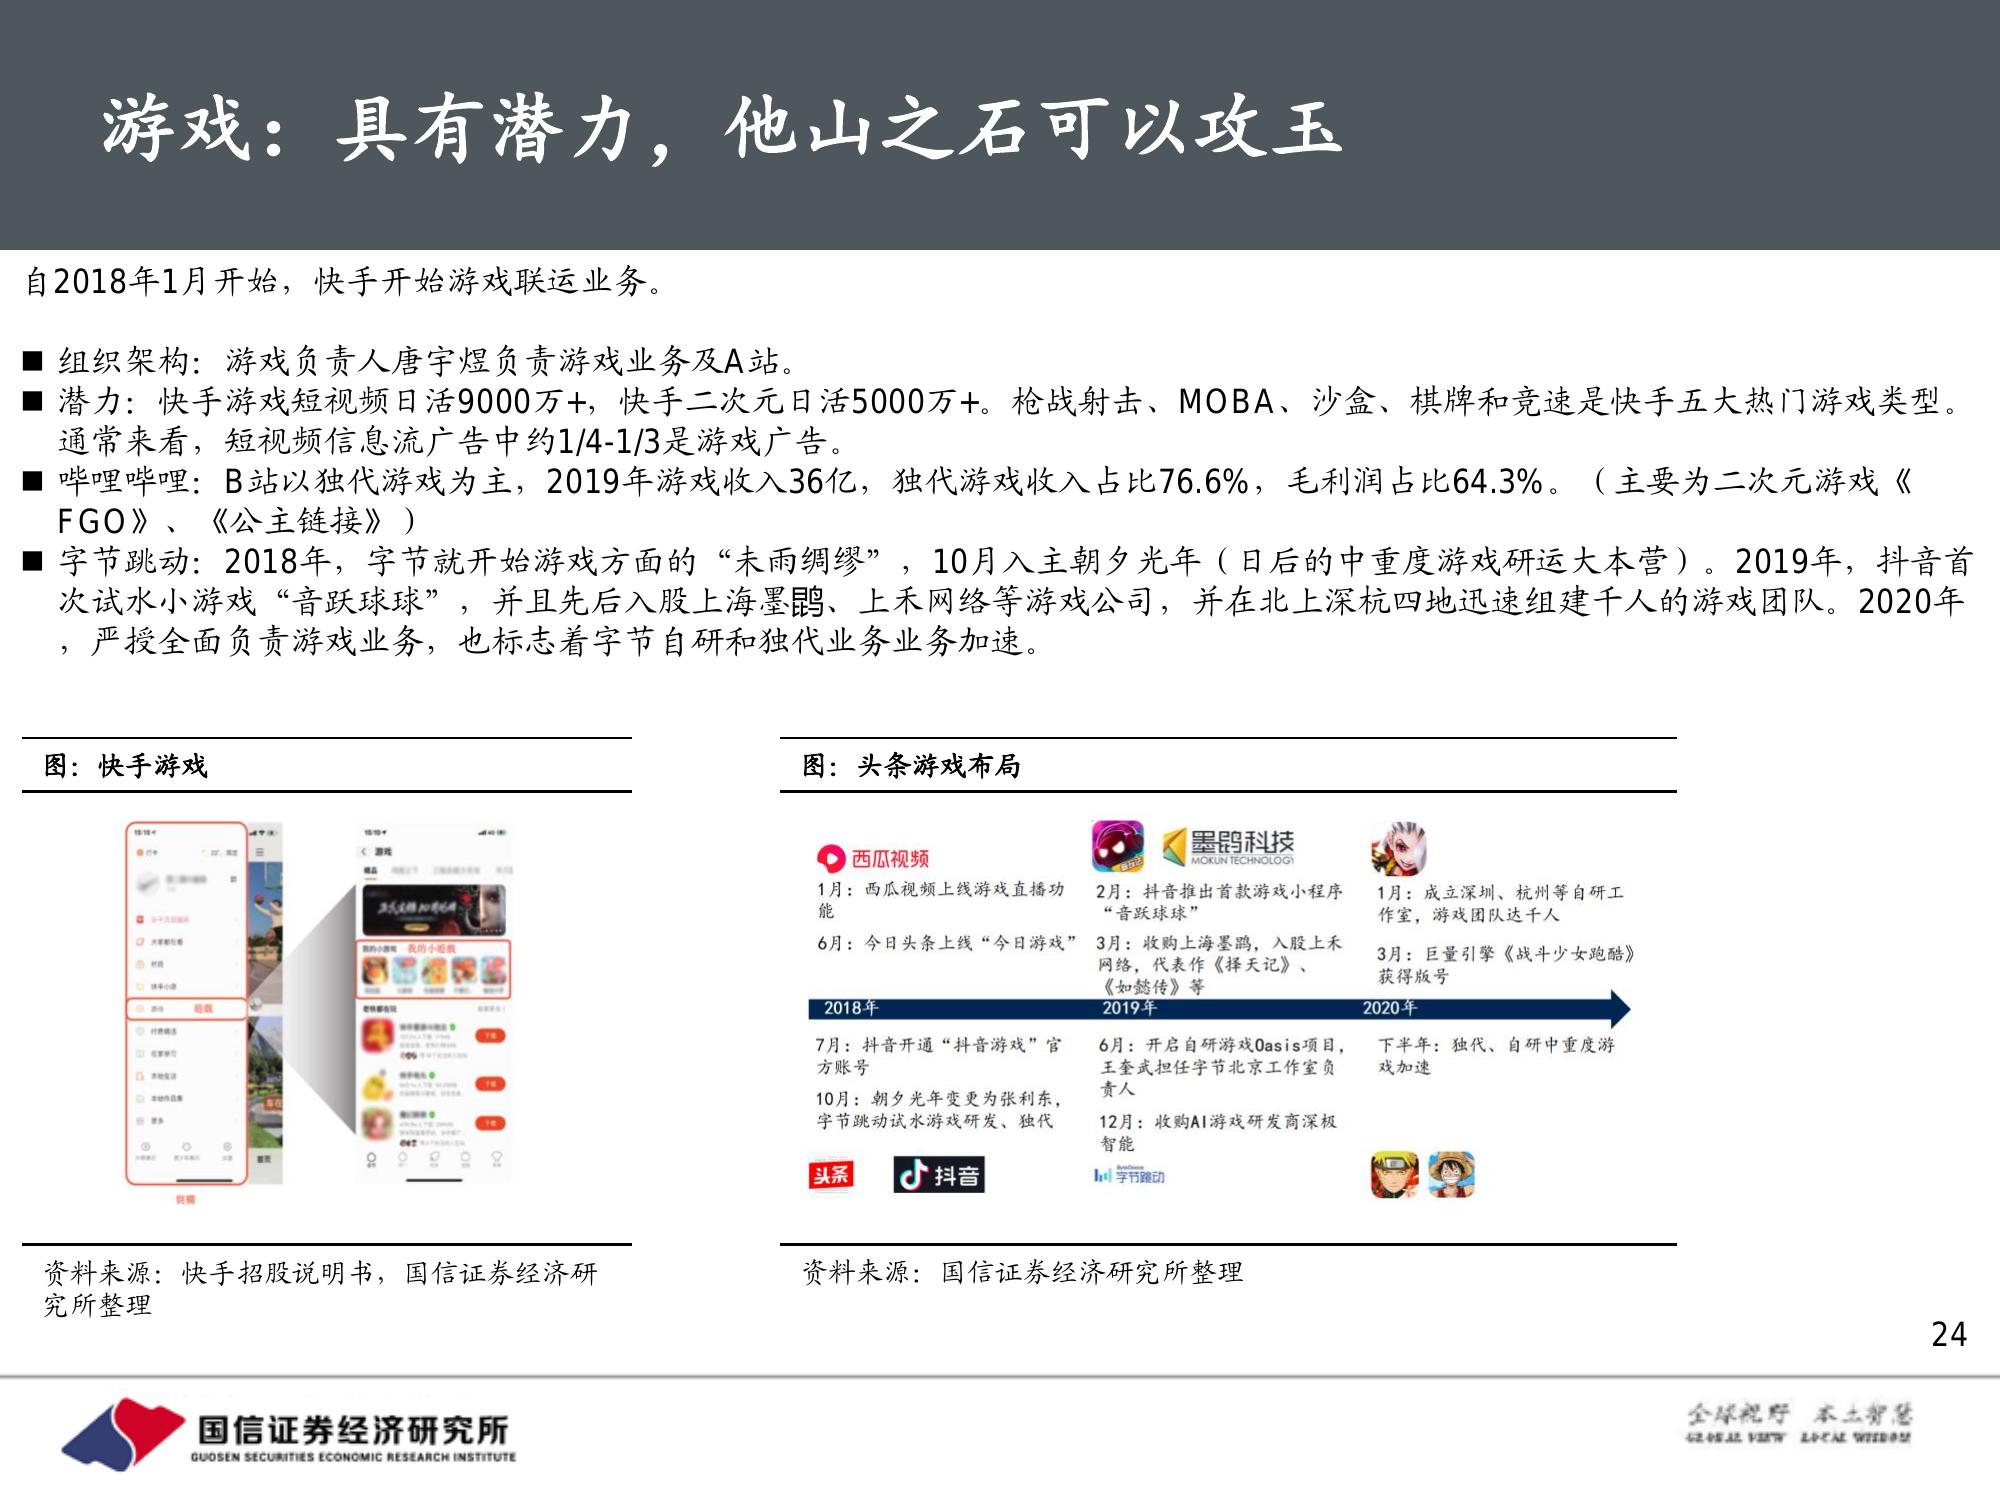 游戏：具有潜力，他山之石可以攻玉
自2018年1月开始，快手开始游戏联运业务。
■ 组织架构：游戏负责人唐宇煜负责游戏业务及A站。
■ 潜力：快手游戏短视频日活9000万+，快手二次元日活5000万+。枪战射击、MOBA、沙盒、棋牌和竞速是快手五大热门游戏类型。
通常来看，短视频信息流广告中约1/4-1/3是游戏广告。
■ 哔哩哔哩：B站以独代游戏为主，2019年游戏收入36亿，独代游戏收入占比76.6%，毛利润占比64.3%。（主要为二次元游戏《
FGO》、《公主链接》）
■ 字节跳动：2018年，字节就开始游戏方面的“未雨绸缪”，10月入主朝夕光年（日后的中重度游戏研运大本营）。2019年，抖音首
次试水小游戏“音跃球球”，并且先后入股上海墨鹍、上禾网络等游戏公司，并在北上深杭四地迅速组建千人的游戏团队。2020年
，严授全面负责游戏业务，也标志着字节自研和独代业务业务加速。
图：快手游戏
15:15
游戏
我的小游戏
大家都在看
快手小店
游戏
更多
首页
侧栏
图：头条游戏布局
西瓜视频
1月：西瓜视频上线游戏直播功
能
6月：今日头条上线“今日游戏”
墨鹍科技
MOKUN TECHNOLOGY
2月：抖音推出首款游戏小程序
“音跃球球”
3月：收购上海墨鹍，入股上禾
网络，代表作《择天记》、
《如懿传》等
1月：成立深圳、杭州等自研工
作室，游戏团队达千人
3月：巨量引擎《战斗少女跑酷》
获得版号
2018年
2019年
2020年
7月：抖音开通“抖音游戏”官
方账号
10月：朝夕光年变更为张利东，
字节跳动试水游戏研发、独代
6月：开启自研游戏Oasis项目，
王奎武担任字节北京工作室负
责人
12月：收购AI游戏研发商深极
智能
下半年：独代、自研中重度游
戏加速
头条
抖音
ByteDance
字节跳动
资料来源：快手招股说明书，国信证券经济研
究所整理
资料来源：国信证券经济研究所整理
24
国信证券经济研究所
GUOSEN SECURITIES ECONOMIC RESEARCH INSTITUTE
全球视野 本土智慧
GLOBAL VIEW LOCAL WISDOM